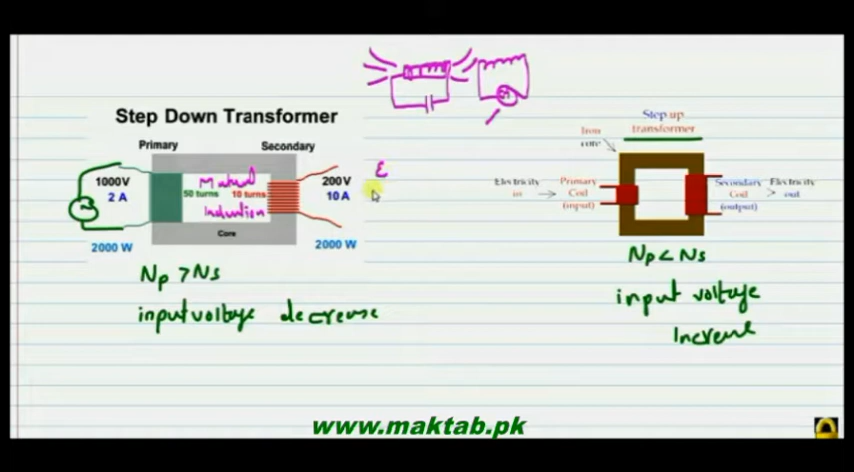 Step Down Transformer
Primary
Secondary
1000V
2 A
50 turns
Mutual
Induction
10 turns
200V
10 A
2000 W
Core
2000 W
Np > Ns
input voltage decrease
ε
Step up
transformer
Iron
core
Electricity
in
Primary
Coil
(input)
Secondary
Coil
(output)
Electricity
out
Np < Ns
input voltage
Increase
www.maktab.pk